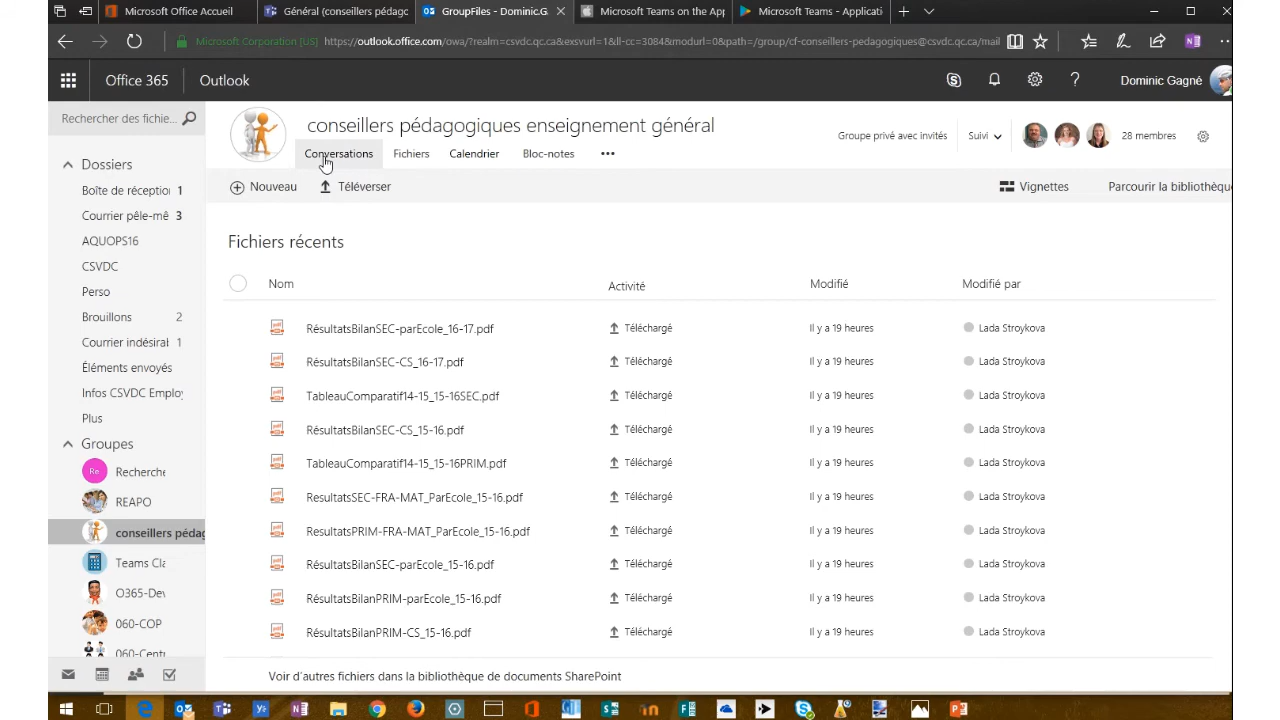 Microsoft Office Accueil
Général (conseillers pédagc
GroupFiles - Dominic.G
Microsoft Teams on the App
Microsoft Teams - Applicati
Microsoft Corporation [US]
https://outlook.office.com/owa/?realm=csvdc.qc.ca&exsvurl=1&ll-cc=3084&modurl=0&path=/group/cf-conseillers-pedagogiques@csvdc.qc.ca/mail
Office 365
Outlook
Dominic Gagné
Rechercher des fichie...
conseillers pédagogiques enseignement général
Groupe privé avec invités
Suivi
28 membres
Conversations
Fichiers
Calendrier
Bloc-notes
Nouveau
Téléverser
Vignettes
Parcourir la bibliothèqu
Dossiers
Boîte de réceptio 1
Courrier pêle-mê 3
AQUOPS16
CSVDC
Perso
Brouillons 2
Courrier indésiral 1
Éléments envoyés
Infos CSVDC Emplo
Plus
Groupes
Re
Recherche
REAPO
conseillers pédag
Teams Cla
O365-Dev
060-COP
060-Centr
Fichiers récents
Nom Activité Modifié Modifié par
RésultatsBilanSEC-parEcole_16-17.pdf Téléchargé Il y a 19 heures Lada Stroykova
RésultatsBilanSEC-CS_16-17.pdf Téléchargé Il y a 19 heures Lada Stroykova
TableauComparatif14-15_15-16SEC.pdf Téléchargé Il y a 19 heures Lada Stroykova
RésultatsBilanSEC-CS_15-16.pdf Téléchargé Il y a 19 heures Lada Stroykova
TableauComparatif14-15_15-16PRIM.pdf Téléchargé Il y a 19 heures Lada Stroykova
ResultatsSEC-FRA-MAT_ParEcole_15-16.pdf Téléchargé Il y a 19 heures Lada Stroykova
ResultatsPRIM-FRA-MAT_ParEcole_15-16.pdf Téléchargé Il y a 19 heures Lada Stroykova
RésultatsBilanSEC-parEcole_15-16.pdf Téléchargé Il y a 19 heures Lada Stroykova
RésultatsBilanPRIM-parEcole_15-16.pdf Téléchargé Il y a 19 heures Lada Stroykova
RésultatsBilanPRIM-CS_15-16.pdf Téléchargé Il y a 19 heures Lada Stroykova
Voir d'autres fichiers dans la bibliothèque de documents SharePoint